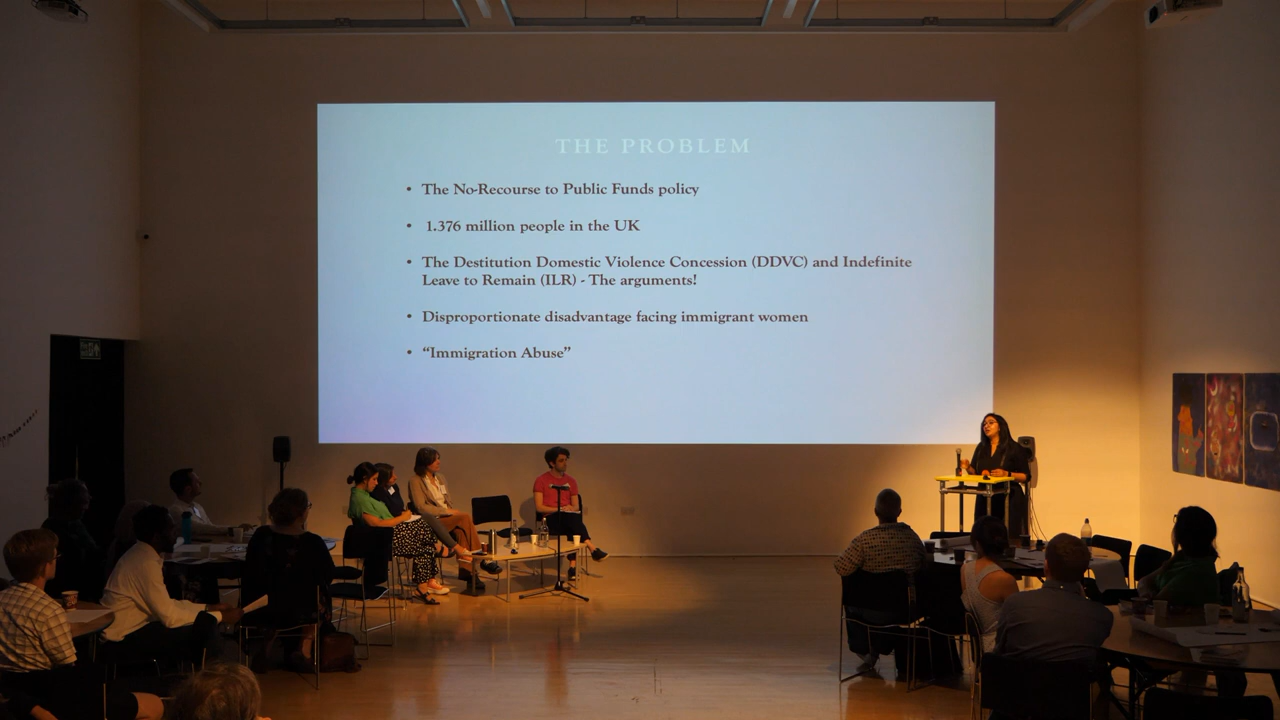 THE PROBLEM
• The No-Recourse to Public Funds policy
• 1.376 million people in the UK
• The Destitution Domestic Violence Concession (DDVC) and Indefinite
Leave to Remain (ILR) - The arguments!
• Disproportionate disadvantage facing immigrant women
• “Immigration Abuse”